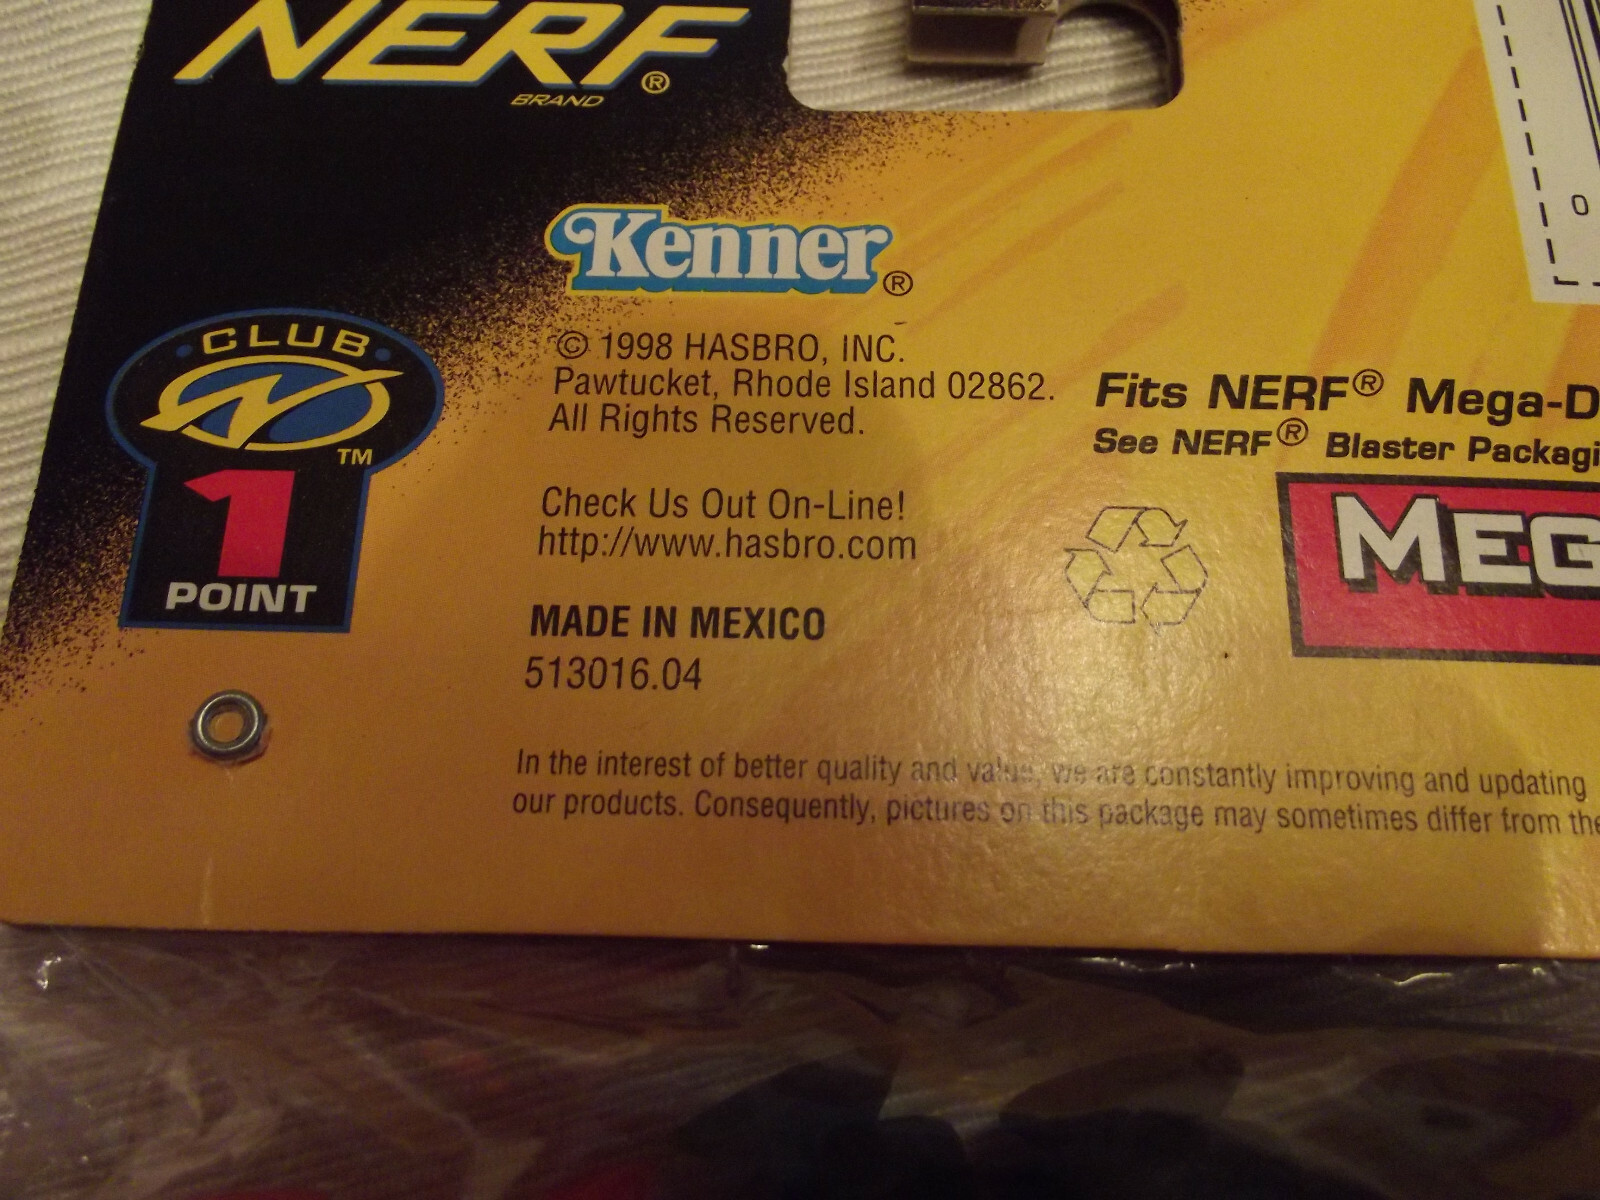 NERF®
BRAND
Kenner®
CLUB
N
TM
1
POINT
© 1998 HASBRO, INC.
Pawtucket, Rhode Island 02862.
All Rights Reserved.
Check Us Out On-Line!
http://www.hasbro.com
MADE IN MEXICO
513016.04
Fits NERF® Mega-D
See NERF® Blaster Packagi
MEG
0
In the interest of better quality and value, we are constantly improving and updating
our products. Consequently, pictures on this package may sometimes differ from the